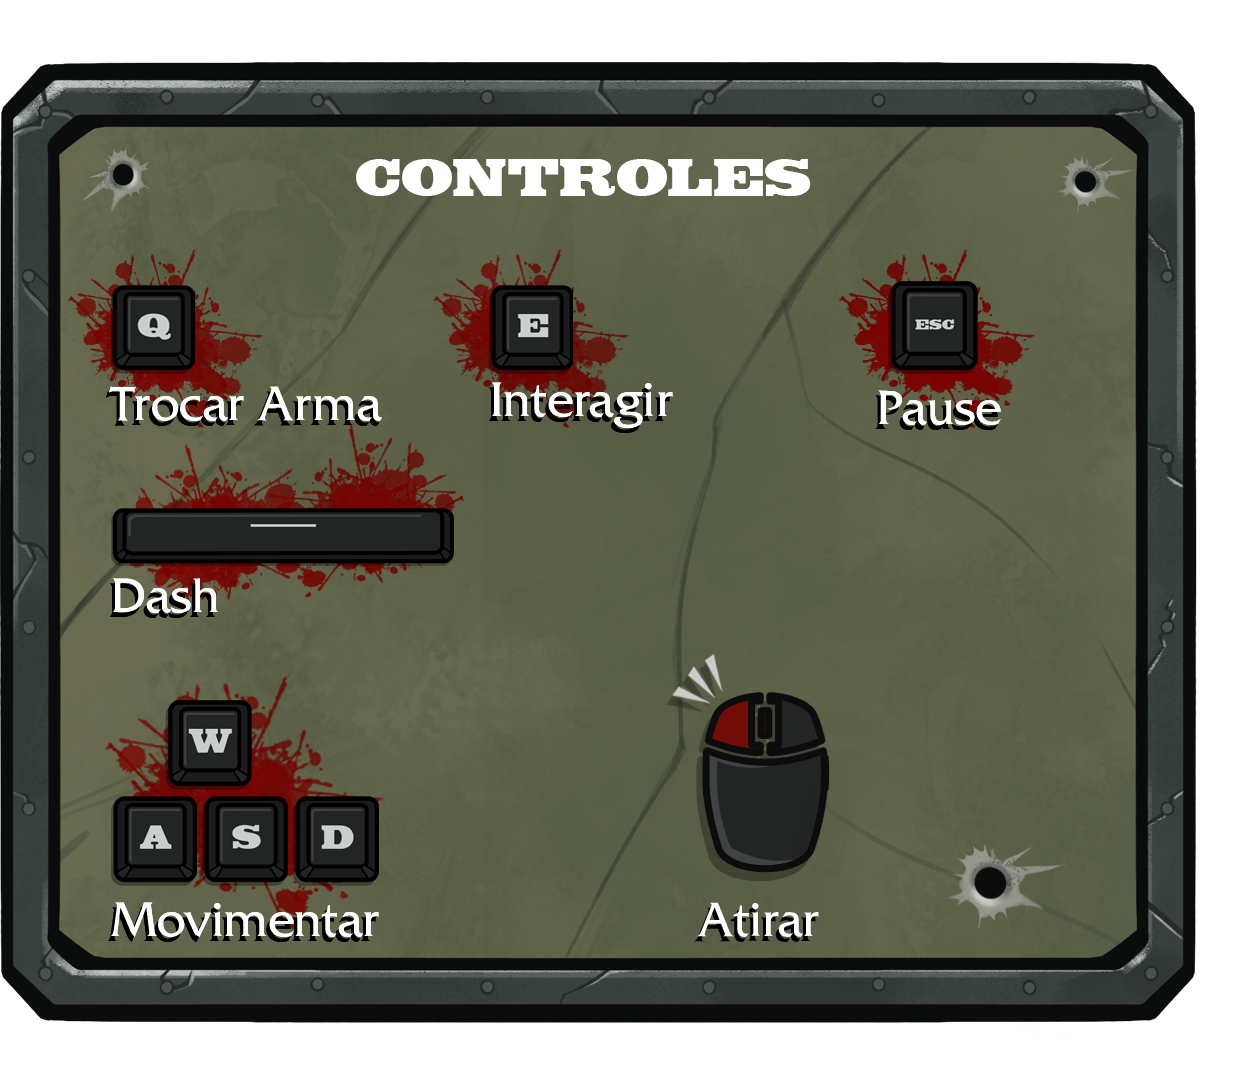 CONTROLES
Q E ESC
Trocar Arma Interagir Pause
Dash
W
A S D
Movimentar Atirar